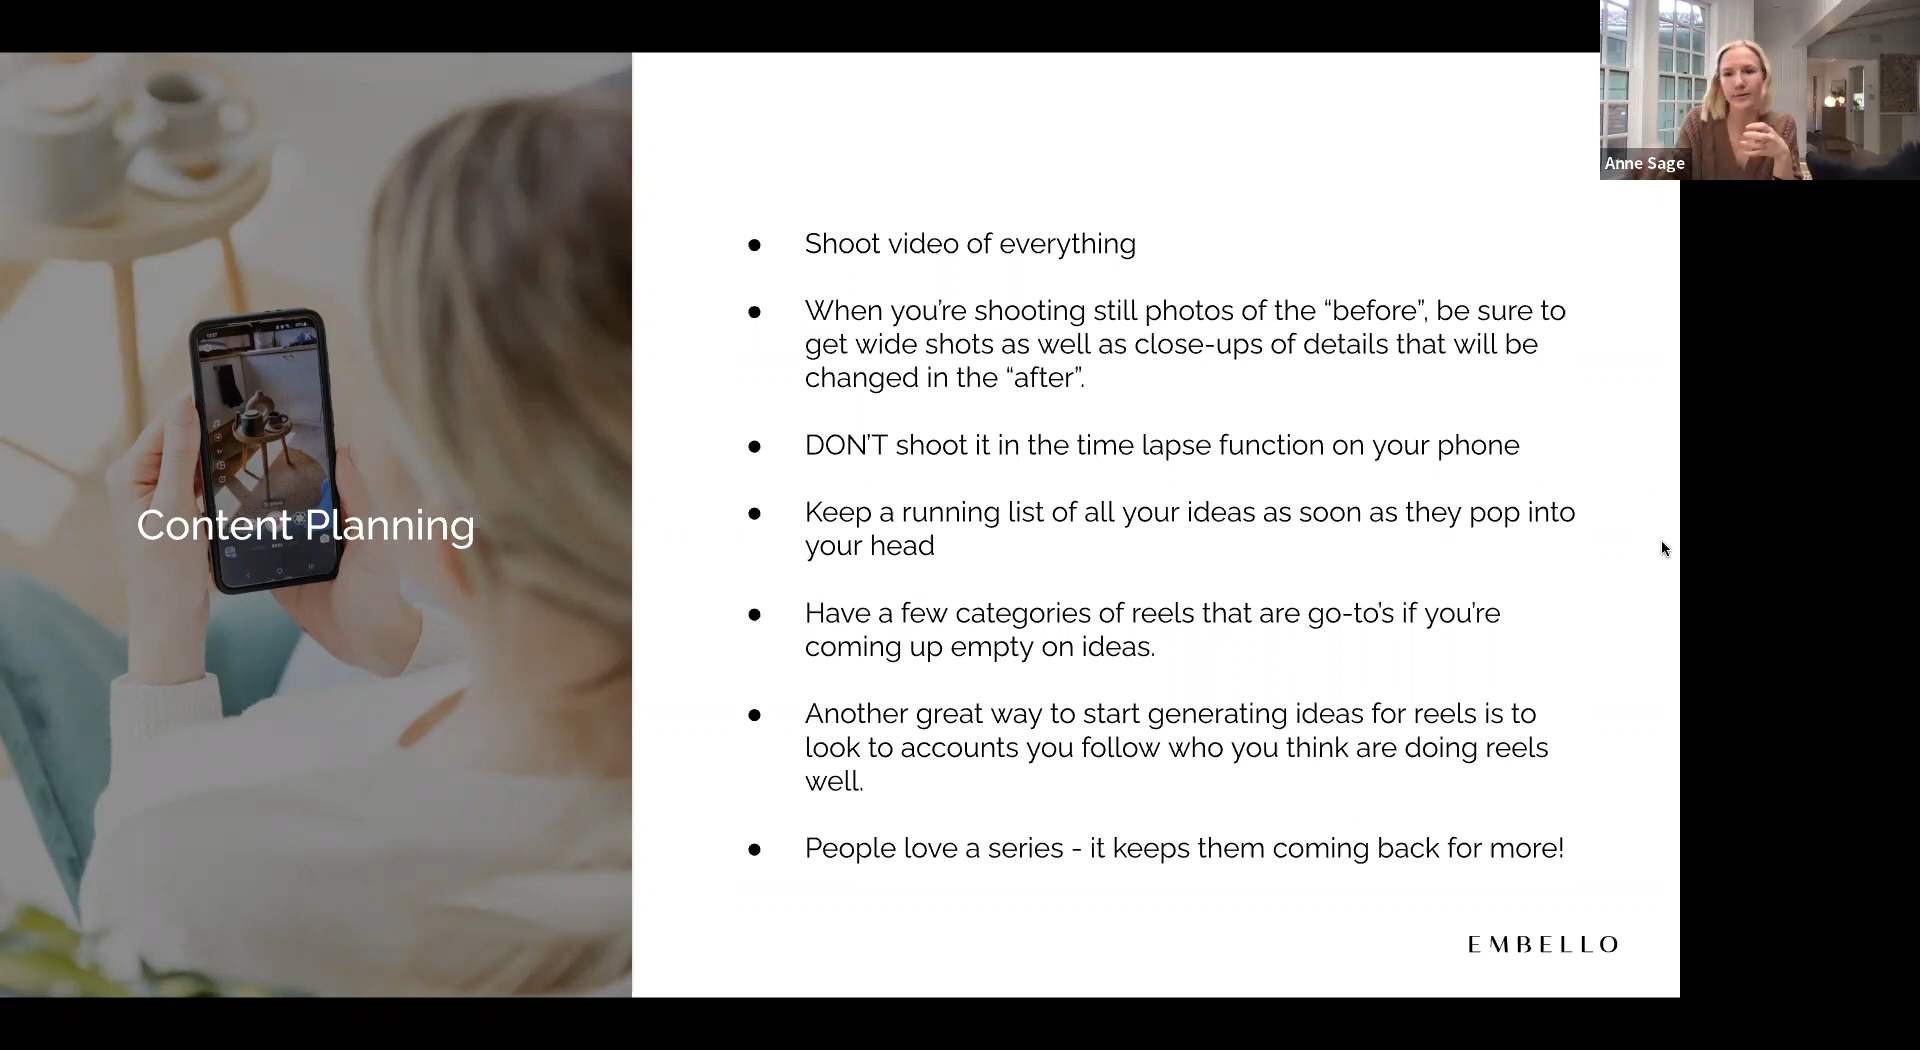 Anne Sage
Content Planning
● Shoot video of everything
● When you’re shooting still photos of the “before”, be sure to
get wide shots as well as close-ups of details that will be
changed in the “after”.
● DON’T shoot it in the time lapse function on your phone
● Keep a running list of all your ideas as soon as they pop into
your head
● Have a few categories of reels that are go-to’s if you’re
coming up empty on ideas.
● Another great way to start generating ideas for reels is to
look to accounts you follow who you think are doing reels
well.
● People love a series - it keeps them coming back for more!
EMBELLO